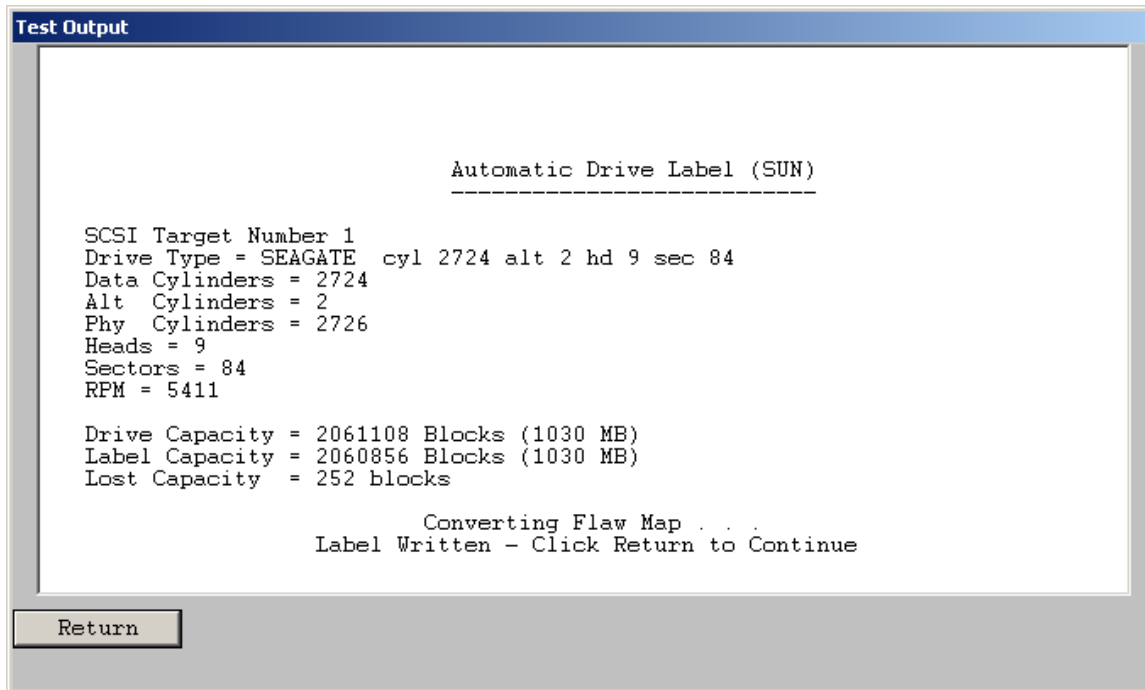 Test Output
Automatic Drive Label (SUN)
---------------------------
SCSI Target Number 1
Drive Type = SEAGATE  cyl 2724 alt 2 hd 9 sec 84
Data Cylinders = 2724
Alt  Cylinders = 2
Phy  Cylinders = 2726
Heads = 9
Sectors = 84
RPM = 5411
Drive Capacity = 2061108 Blocks (1030 MB)
Label Capacity = 2060856 Blocks (1030 MB)
Lost Capacity  = 252 blocks
Converting Flaw Map . . .
Label Written - Click Return to Continue
Return